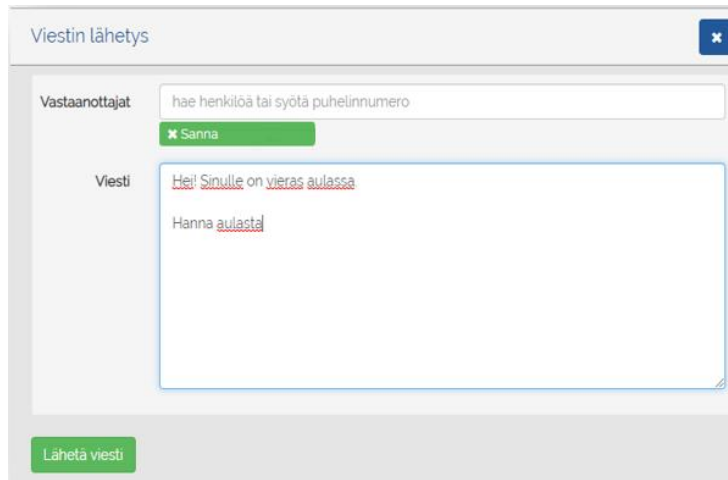 Viestin lähetys
Vastaanottajat
hae henkilöä tai syötä puhelinnumero
Sanna
Viesti
Hei! Sinulle on vieras aulassa
Hanna aulasta
Lähetä viesti